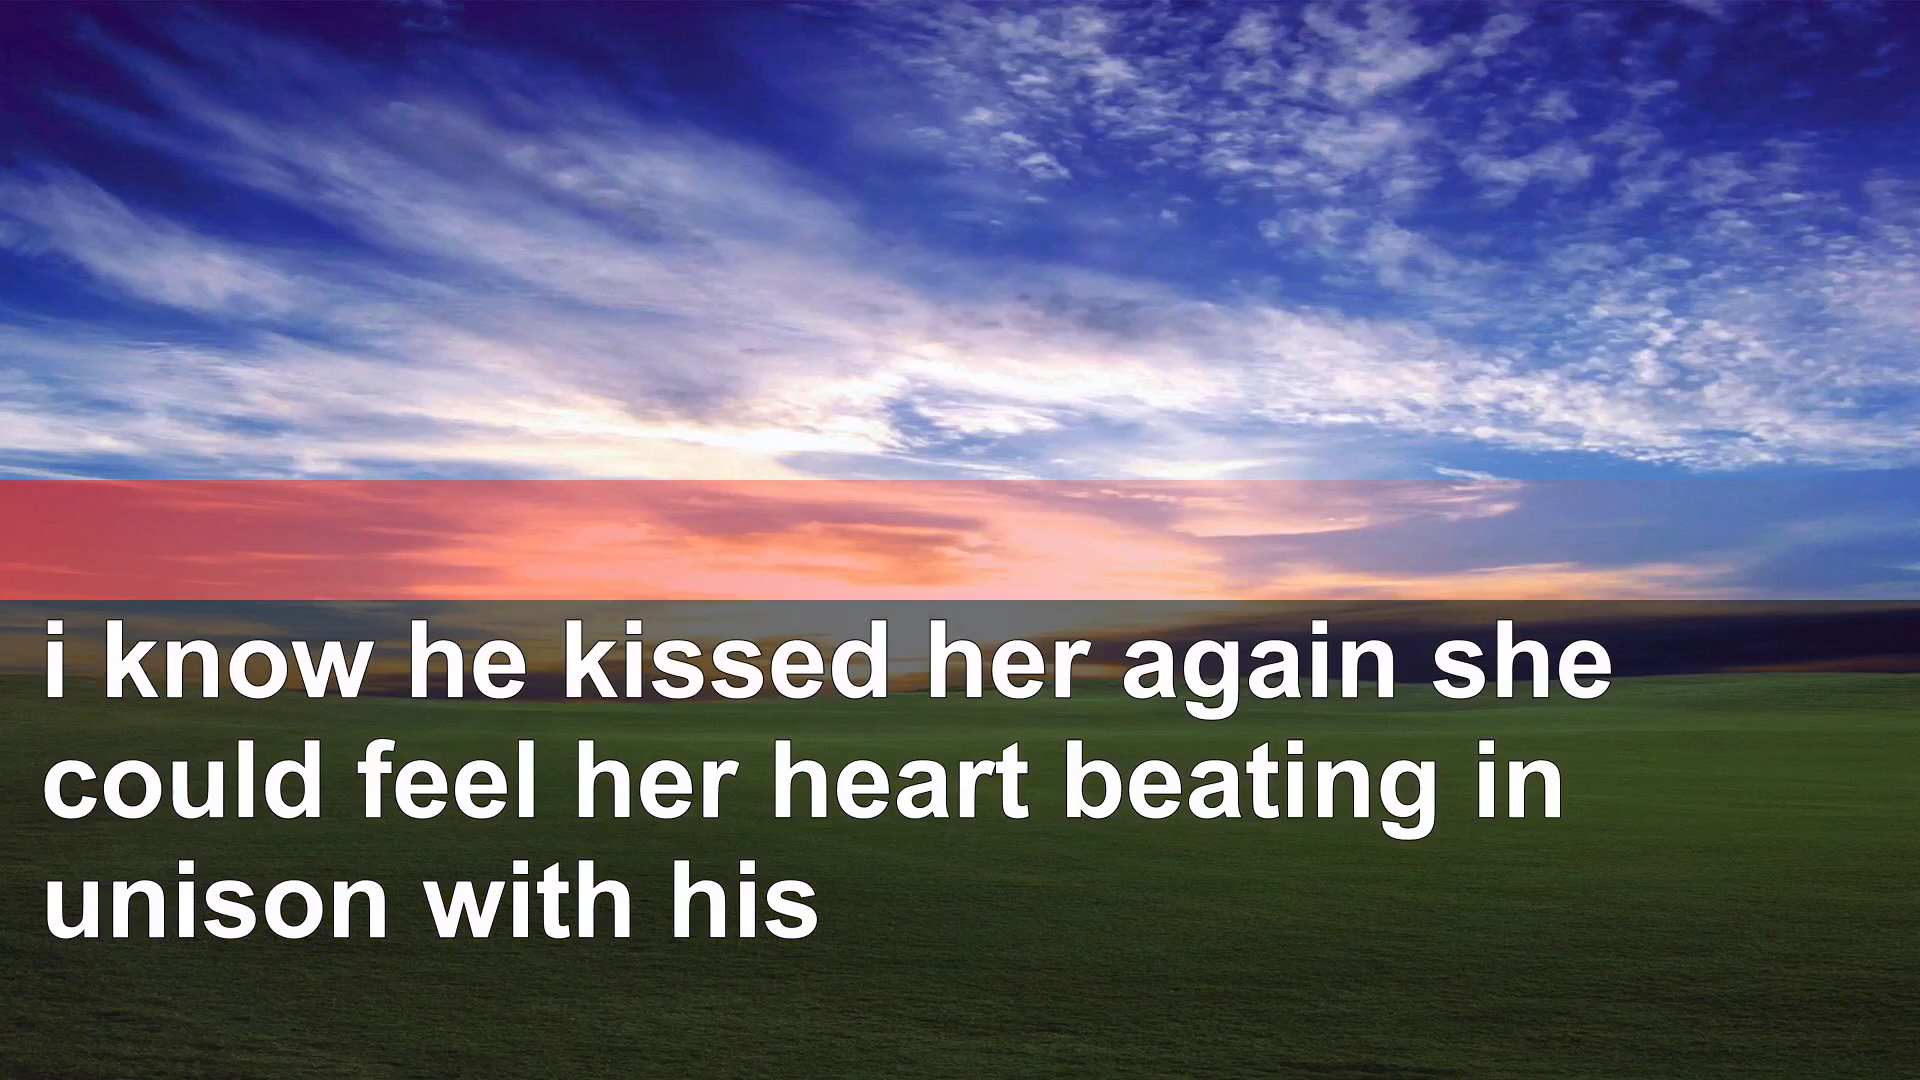 i know he kissed her again she
could feel her heart beating in
unison with his